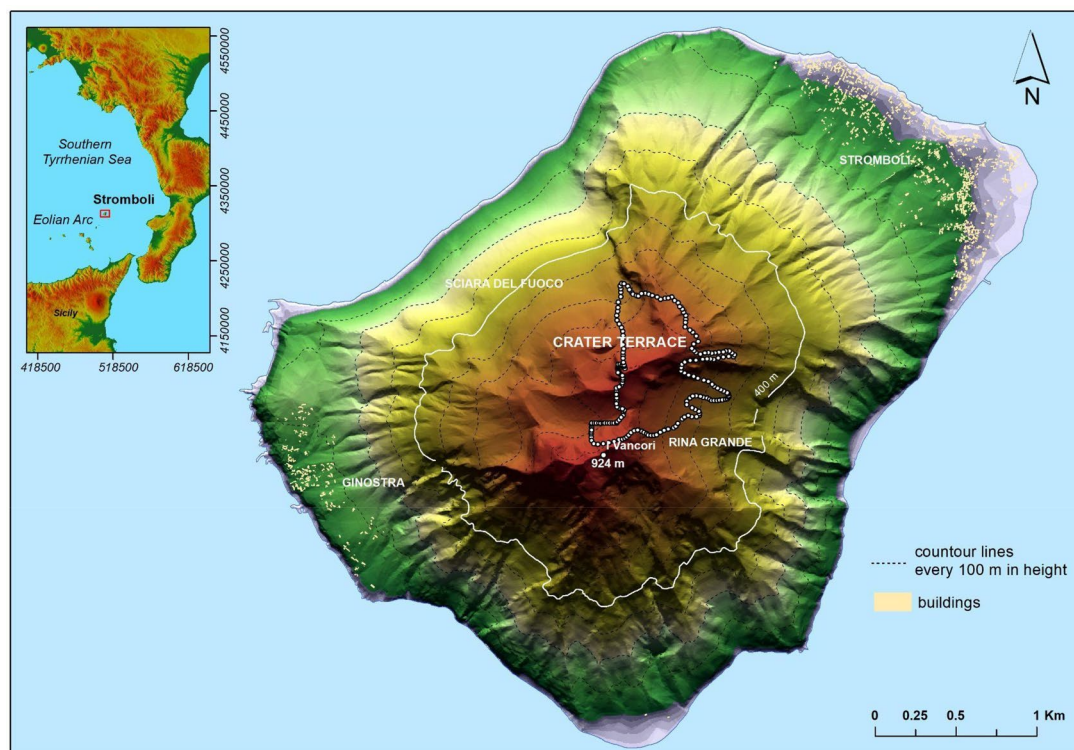 Southern
Tyrrhenian Sea
Stromboli
Eolian Arc
Sicily
4550000
4450000
4350000
4250000
4150000
418500 518500 618500
N
STROMBOLI
SCIARA DEL FUOCO
CRATER TERRACE
400 m
RINA GRANDE
Vancori
924 m
GINOSTRA
countour lines
every 100 m in height
buildings
0 0.25 0.5 1 Km